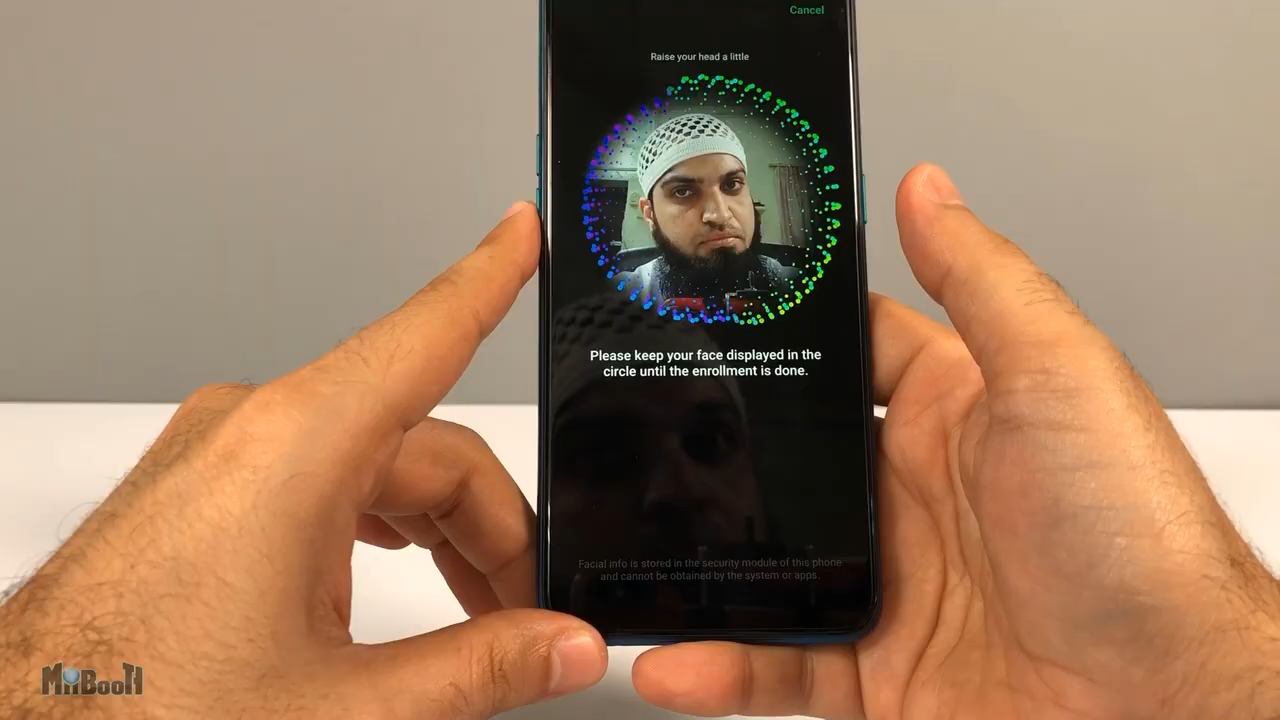 Cancel
Raise your head a little
Please keep your face displayed in the
circle until the enrollment is done.
Facial info is stored in the security module of this phone
and cannot be obtained by the system or apps.
MiiBooTH